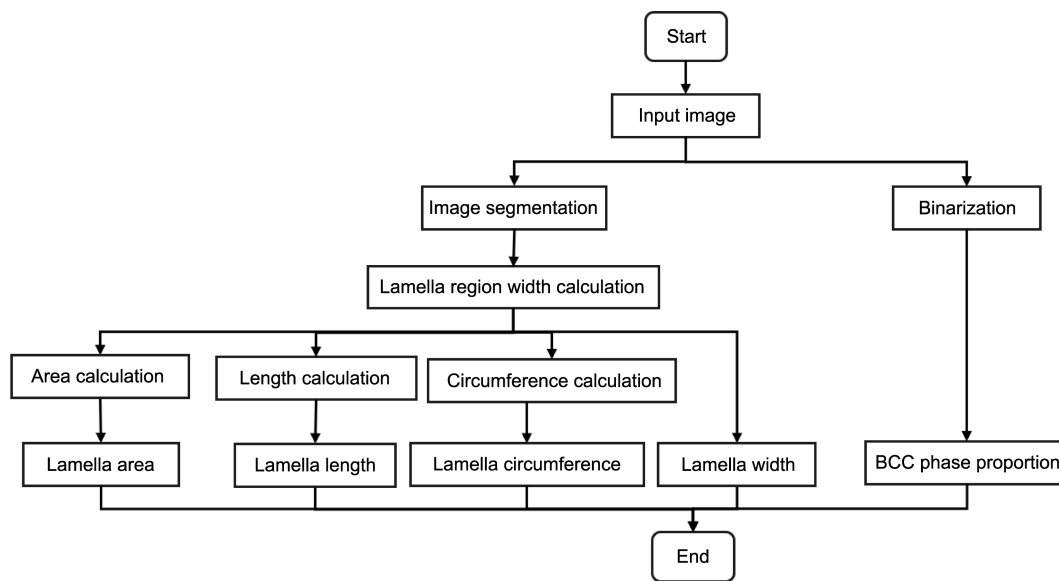 Start
Input image
Image segmentation
Binarization
Lamella region width calculation
Area calculation
Length calculation
Circumference calculation
Lamella area
Lamella length
Lamella circumference
Lamella width
BCC phase proportion
End